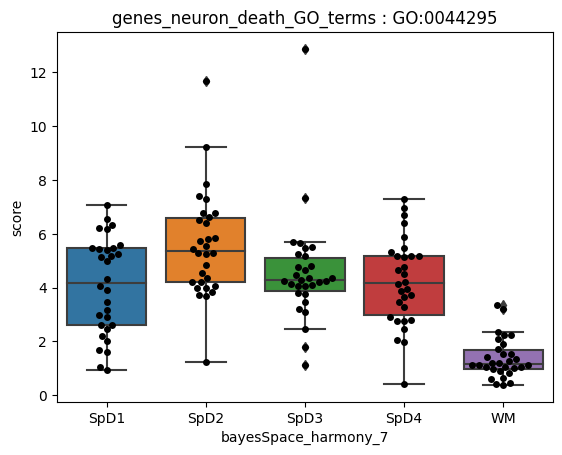 genes_neuron_death_GO_terms : GO:0044295
score
12
10
8
6
4
2
0
SpD1 SpD2 SpD3 SpD4 WM
bayesSpace_harmony_7